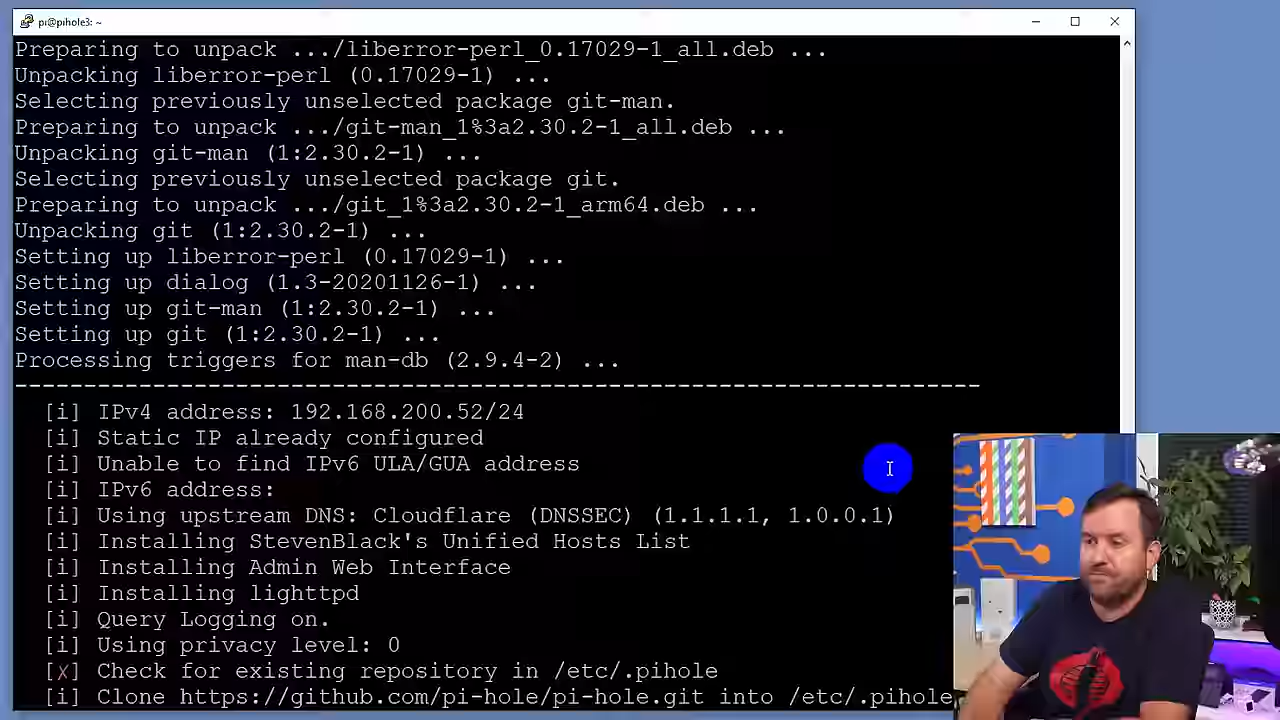 pi@pihole3: ~
Preparing to unpack .../liberror-perl_0.17029-1_all.deb ...
Unpacking liberror-perl (0.17029-1) ...
Selecting previously unselected package git-man.
Preparing to unpack .../git-man_1%3a2.30.2-1_all.deb ...
Unpacking git-man (1:2.30.2-1) ...
Selecting previously unselected package git.
Preparing to unpack .../git_1%3a2.30.2-1_arm64.deb ...
Unpacking git (1:2.30.2-1) ...
Setting up liberror-perl (0.17029-1) ...
Setting up dialog (1.3-20201126-1) ...
Setting up git-man (1:2.30.2-1) ...
Setting up git (1:2.30.2-1) ...
Processing triggers for man-db (2.9.4-2) ...
----------------------------------------------------------------------
[i] IPv4 address: 192.168.200.52/24
[i] Static IP already configured
[i] Unable to find IPv6 ULA/GUA address
[i] IPv6 address:
[i] Using upstream DNS: Cloudflare (DNSSEC) (1.1.1.1, 1.0.0.1)
[i] Installing StevenBlack's Unified Hosts List
[i] Installing Admin Web Interface
[i] Installing lighttpd
[i] Query Logging on.
[i] Using privacy level: 0
[✗] Check for existing repository in /etc/.pihole
[i] Clone https://github.com/pi-hole/pi-hole.git into /etc/.pihole